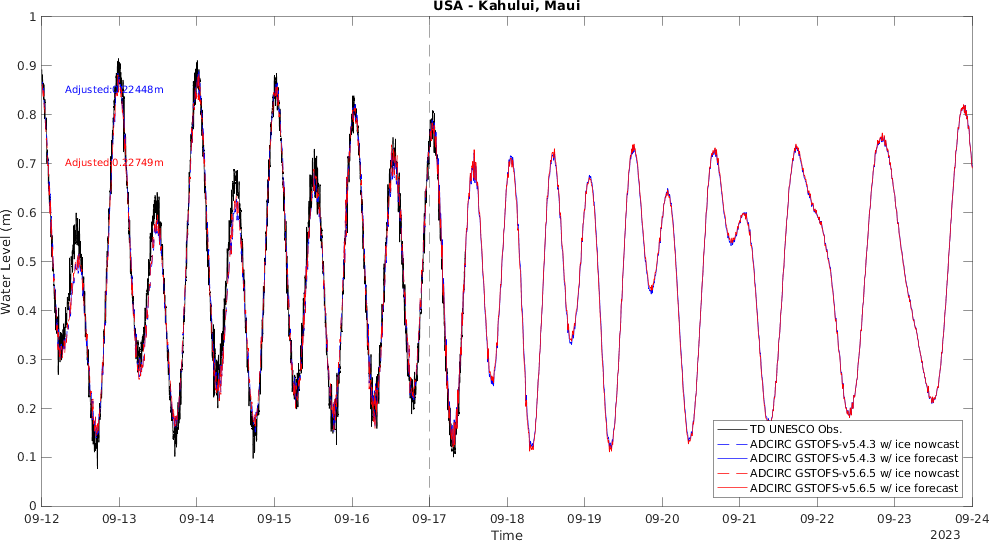 USA - Kahului, Maui
1
0.9
0.8
0.7
0.6
0.5
0.4
0.3
0.2
0.1
0
Water Level (m)
Adjusted:0.22448m
Adjusted:0.22749m
TD UNESCO Obs.
ADCIRC GSTOFS-v5.4.3 w/ ice nowcast
ADCIRC GSTOFS-v5.4.3 w/ ice forecast
ADCIRC GSTOFS-v5.6.5 w/ ice nowcast
ADCIRC GSTOFS-v5.6.5 w/ ice forecast
09-12 09-13 09-14 09-15 09-16 09-17 09-18 09-19 09-20 09-21 09-22 09-23 09-24
Time
2023